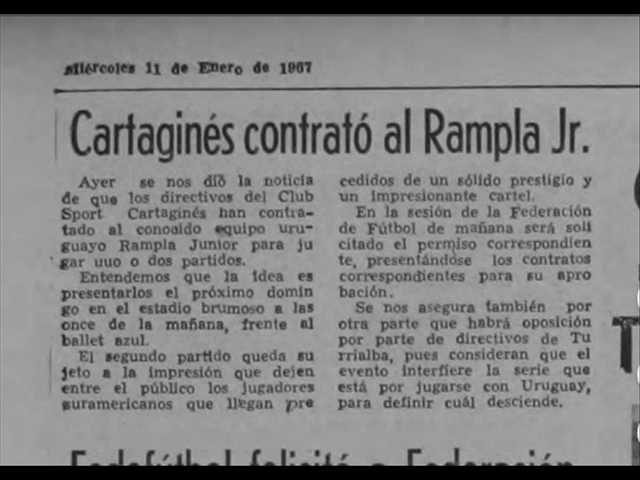 Miércoles 11 de Enero de 1967
Cartaginés contrató al Rampla Jr.
Ayer se nos dió la noticia
de que los directivos del Club
Sport Cartaginés han contra-
tado al conocido equipo uru-
guayo Rampla Junior para ju
gar uuo o dos partidos.
Entendemos que la idea es
presentarlos el próximo domin
go en el estadio brumoso a las
once de la mañana, frente al
ballet azul.
El segundo partido queda su
jeto a la impresión que dejen
entre el público los jugadores
suramericanos que llegan pre
cedidos de un sólido prestigio y
un impresionante cartel.
En la sesión de la Federación
de Fútbol de mañana será soli
citado el permiso correspondien
te, presentándose los contratos
correspondientes para su apro
bación.
Se nos asegura también por
otra parte que habrá oposición
por parte de directivos de Tu
rrialba, pues consideran que el
evento interfiere la serie que
está por jugarse con Uruguay,
para definir cuál desciende.
Fedefútbol felicitó a Federación